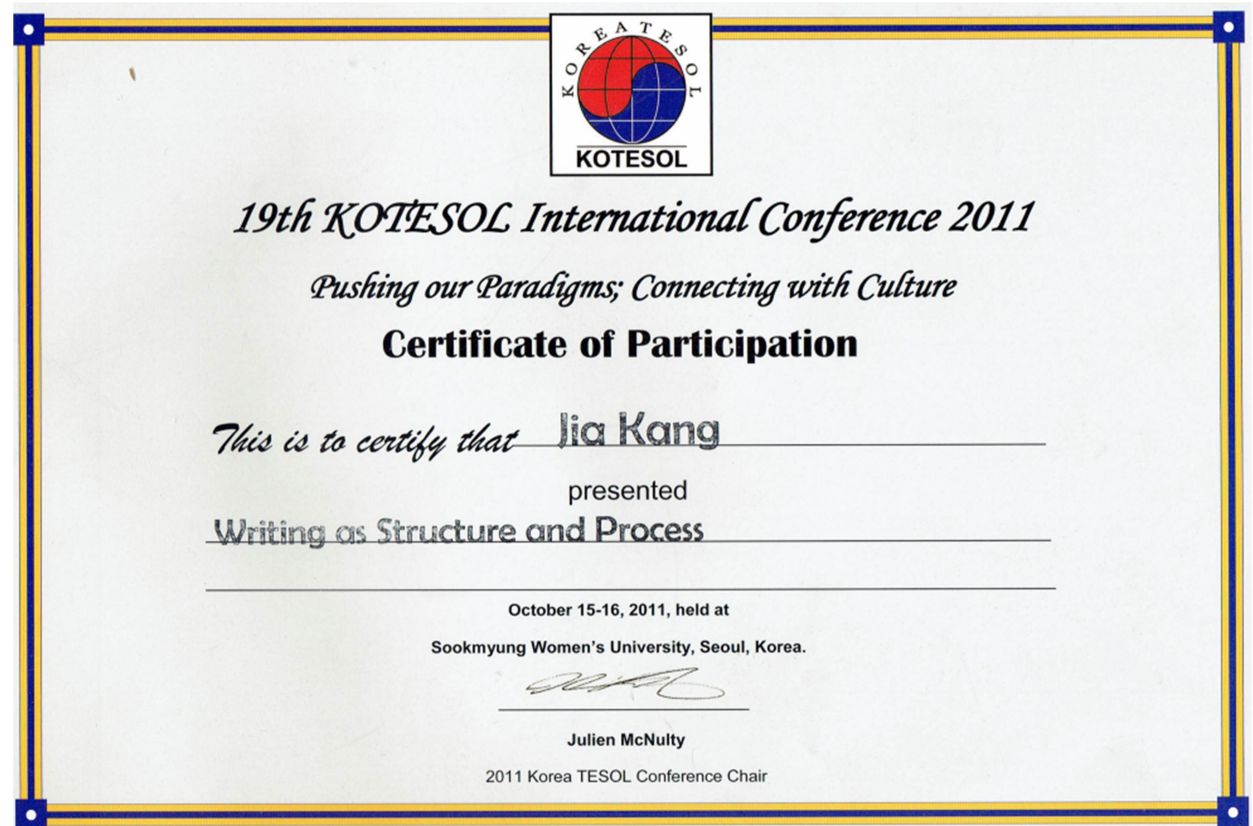 KOREA TESOL
KOTESOL
19th KOTESOL International Conference 2011
Pushing our Paradigms; Connecting with Culture
Certificate of Participation
This is to certify that Jia Kang
presented
Writing as Structure and Process
October 15-16, 2011, held at
Sookmyung Women's University, Seoul, Korea.
Julien McNulty
2011 Korea TESOL Conference Chair